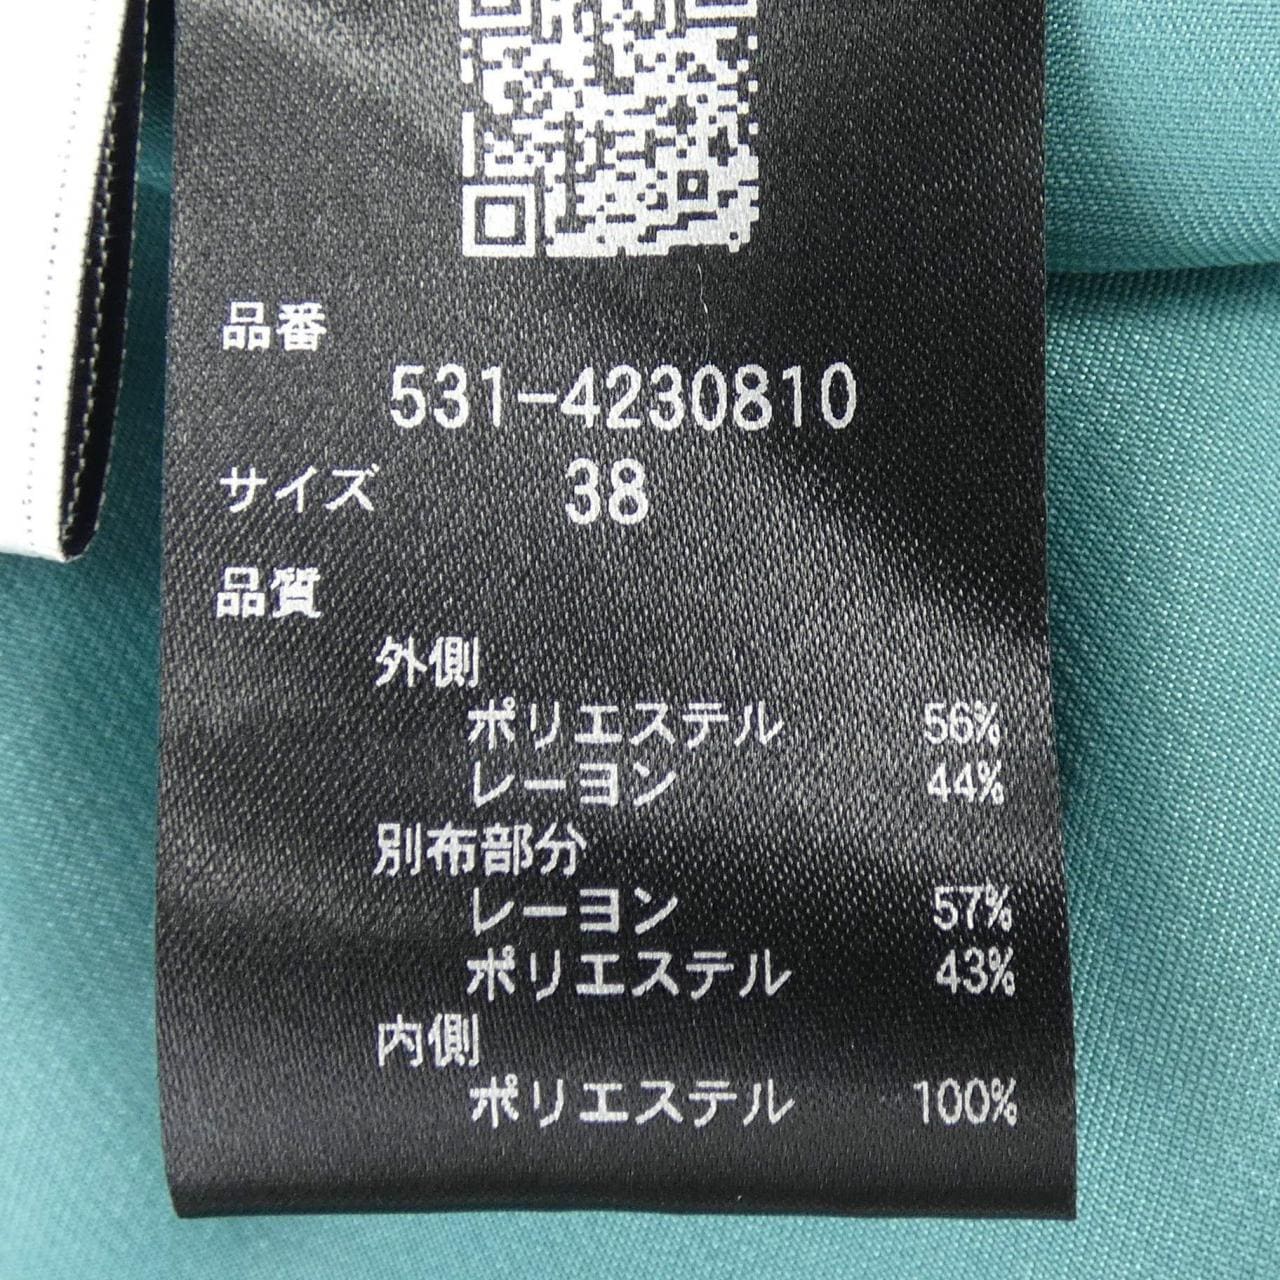 品番
531-4230810
サイズ 38
品質
外側
ポリエステル 56%
レーヨン 44%
別布部分
レーヨン 57%
ポリエステル 43%
内側
ポリエステル 100%